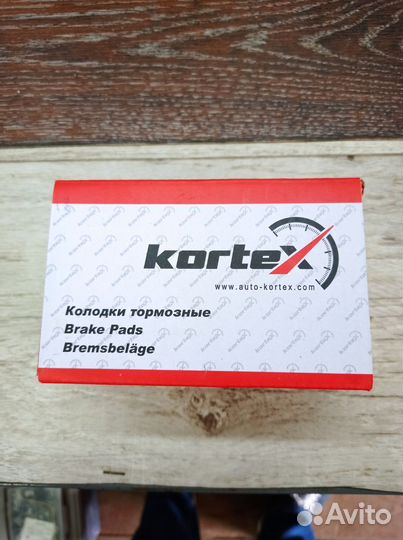 kortex
www.auto-kortex.com
Колодки тормозные
Brake Pads
Bremsbeläge
Avito